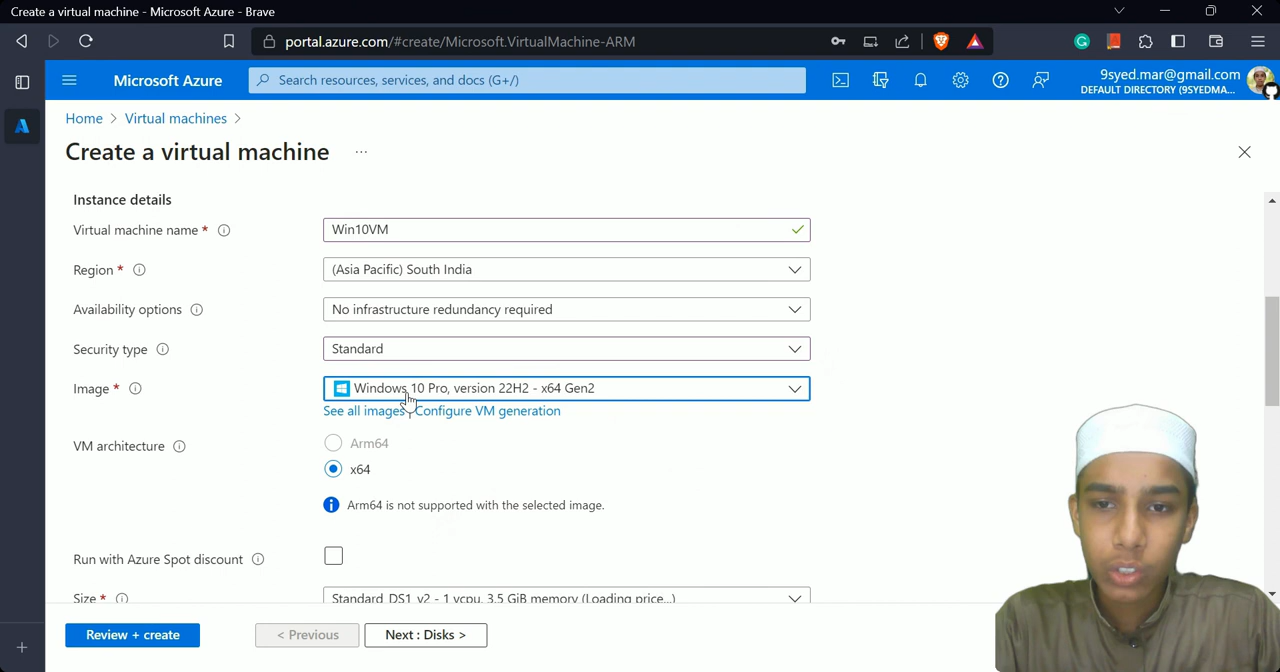 Create a virtual machine - Microsoft Azure - Brave
portal.azure.com/#create/Microsoft.VirtualMachine-ARM
Microsoft Azure
Search resources, services, and docs (G+/)
9syed.mar@gmail.com
DEFAULT DIRECTORY (9SYEDMA...
Home > Virtual machines >
Create a virtual machine ...
Instance details
Virtual machine name * Win10VM
Region * (Asia Pacific) South India
Availability options No infrastructure redundancy required
Security type Standard
Image * Windows 10 Pro, version 22H2 - x64 Gen2
See all images | Configure VM generation
VM architecture Arm64
x64
Arm64 is not supported with the selected image.
Run with Azure Spot discount
Size * Standard_DS1_v2 - 1 vcpu, 3.5 GiB memory (Loading price...)
Review + create < Previous Next : Disks >